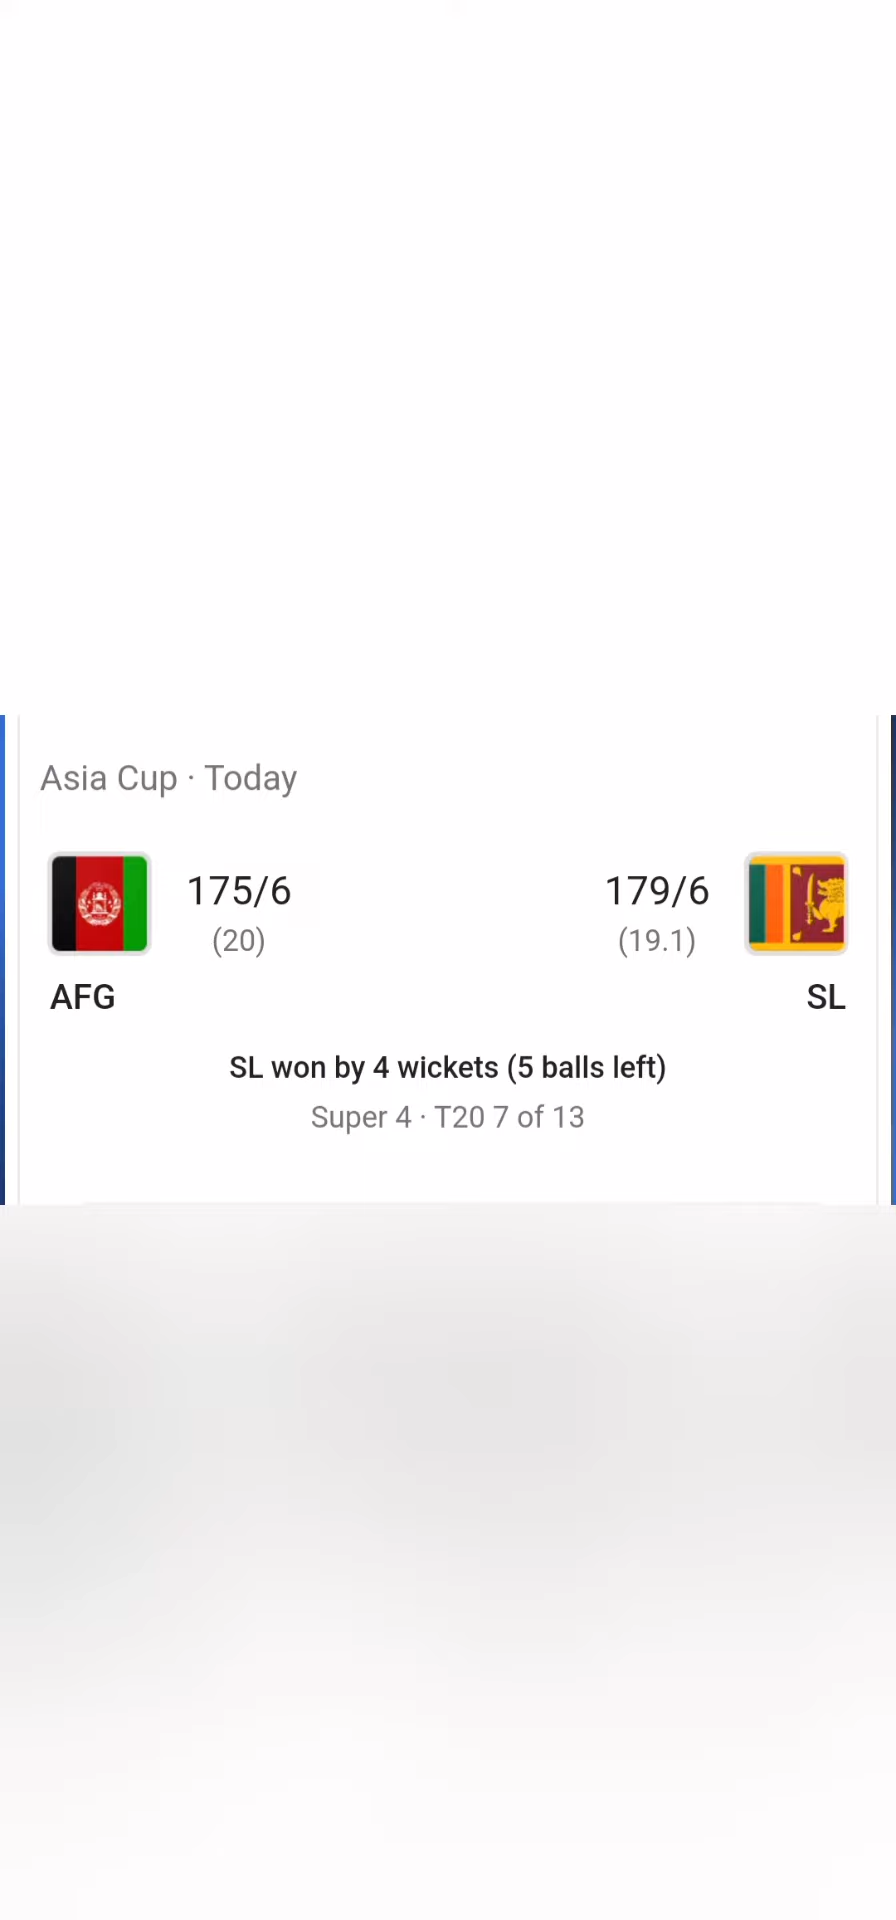 Asia Cup · Today
175/6
179/6
(20)
(19.1)
AFG
SL
SL won by 4 wickets (5 balls left)
Super 4 · T20 7 of 13